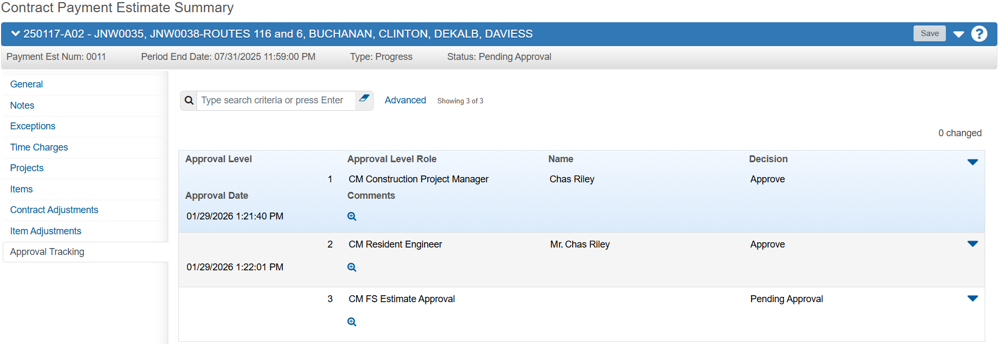 Contract Payment Estimate Summary
250117-A02 - JNW0035, JNW0038-ROUTES 116 and 6, BUCHANAN, CLINTON, DEKALB, DAVIESS
Save
?
Payment Est Num: 0011 Period End Date: 07/31/2025 11:59:00 PM Type: Progress Status: Pending Approval
General
Notes
Exceptions
Time Charges
Projects
Items
Contract Adjustments
Item Adjustments
Approval Tracking
Type search criteria or press Enter
Advanced
Showing 3 of 3
0 changed
Approval Level Approval Level Role Name Decision
1 CM Construction Project Manager Chas Riley Approve
Approval Date Comments
01/29/2026 1:21:40 PM
2 CM Resident Engineer Mr. Chas Riley Approve
01/29/2026 1:22:01 PM
3 CM FS Estimate Approval Pending Approval